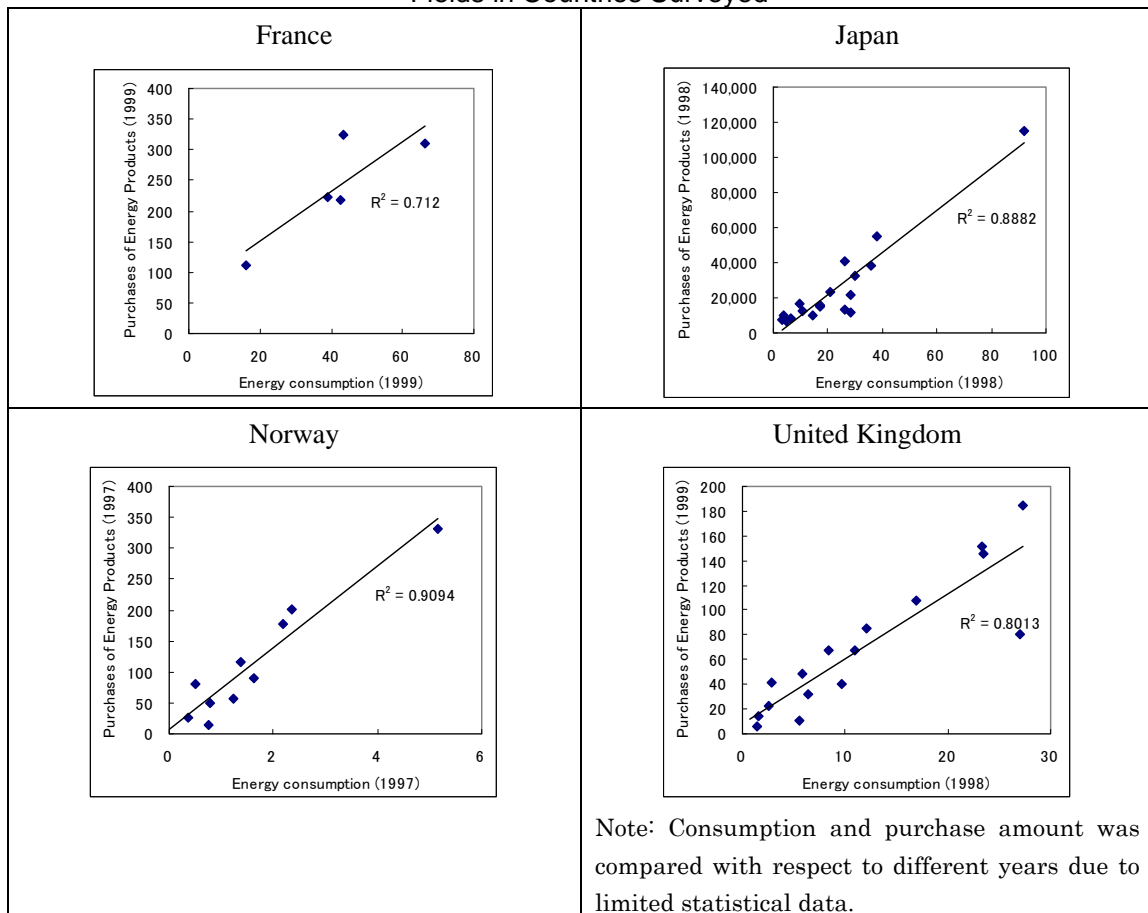 Fields in Countries Surveyed
France
Purchases of Energy Products (1999)
400
350
300
250
200
150
100
50
0
R² = 0.712
0 20 40 60 80
Energy consumption (1999)
Japan
Purchases of Energy Products (1998)
140,000
120,000
100,000
80,000
60,000
40,000
20,000
0
R² = 0.8882
0 20 40 60 80 100
Energy consumption (1998)
Norway
Purchases of Energy Products (1997)
400
350
300
250
200
150
100
50
0
R² = 0.9094
0 2 4 6
Energy consumption (1997)
United Kingdom
Purchases of Energy Products (1999)
200
180
160
140
120
100
80
60
40
20
0
R² = 0.8013
0 10 20 30
Energy consumption (1998)
Note: Consumption and purchase amount was
compared with respect to different years due to
limited statistical data.